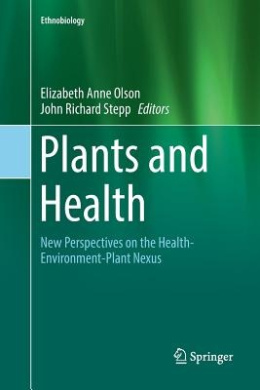 Ethnobiology
Elizabeth Anne Olson
John Richard Stepp Editors
Plants and
Health
New Perspectives on the Health-
Environment-Plant Nexus
Springer